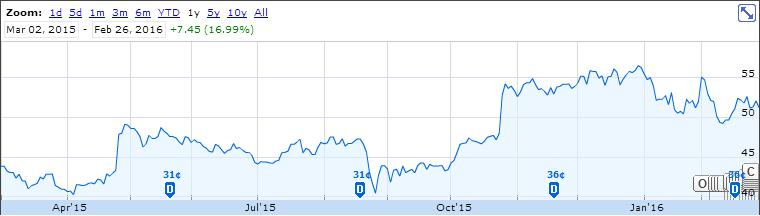 Zoom: 1d 5d 1m 3m 6m YTD 1y 5y 10y All
Mar 02, 2015 - Feb 26, 2016 +7.45 (16.99%)
55
50
45
40
31¢ 31¢ 36¢
D D D D
O C
Apr'15 Jul'15 Oct'15 Jan'16